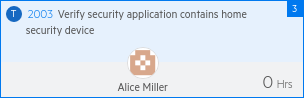 3
T 2003 Verify security application contains home
security device
Alice Miller
0 Hrs